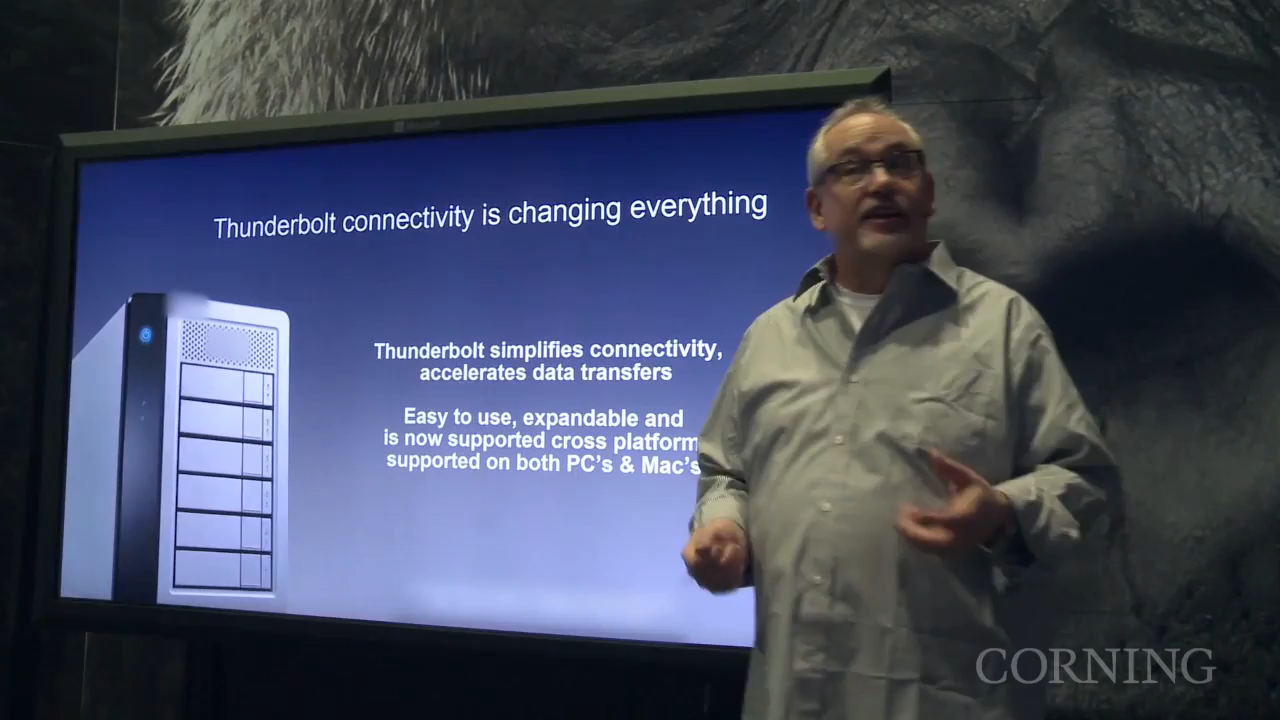 Thunderbolt connectivity is changing everything
Thunderbolt simplifies connectivity,
accelerates data transfers
Easy to use, expandable and
is now supported cross platform
supported on both PC's & Mac's
CORNING